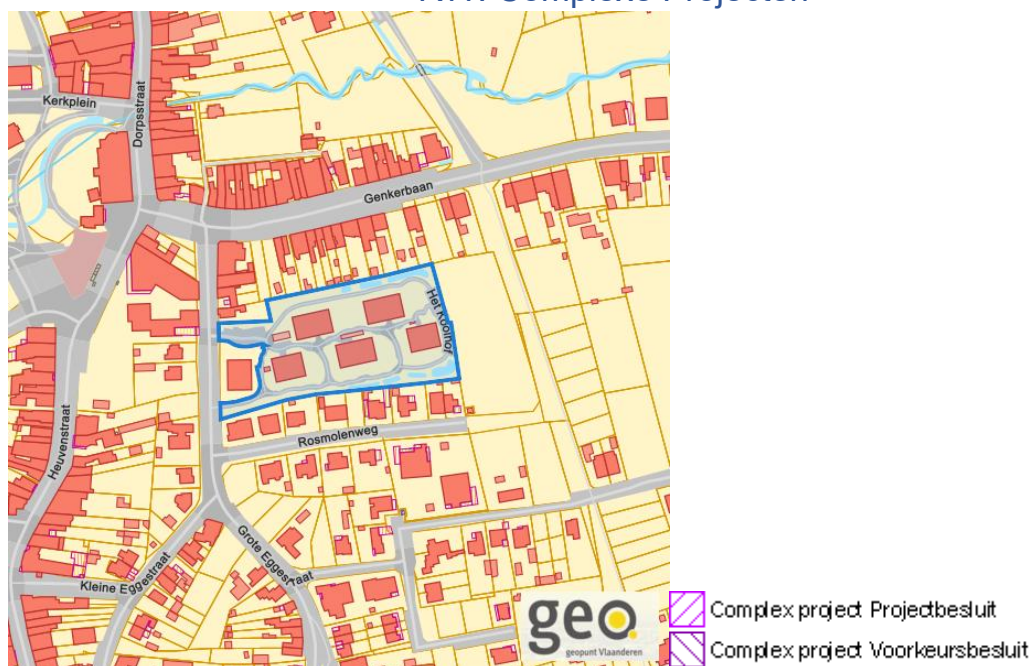 Kerkplein
Dorpsstraat
Genkerbaan
Het Koolhof
Heuvenstraat
Rosmolenweg
Kleine Eggestraat
Grote Eggestraat
geo.
geopunt Vlaanderen
Complex project Projectbesluit
Complex project Voorkeursbesluit